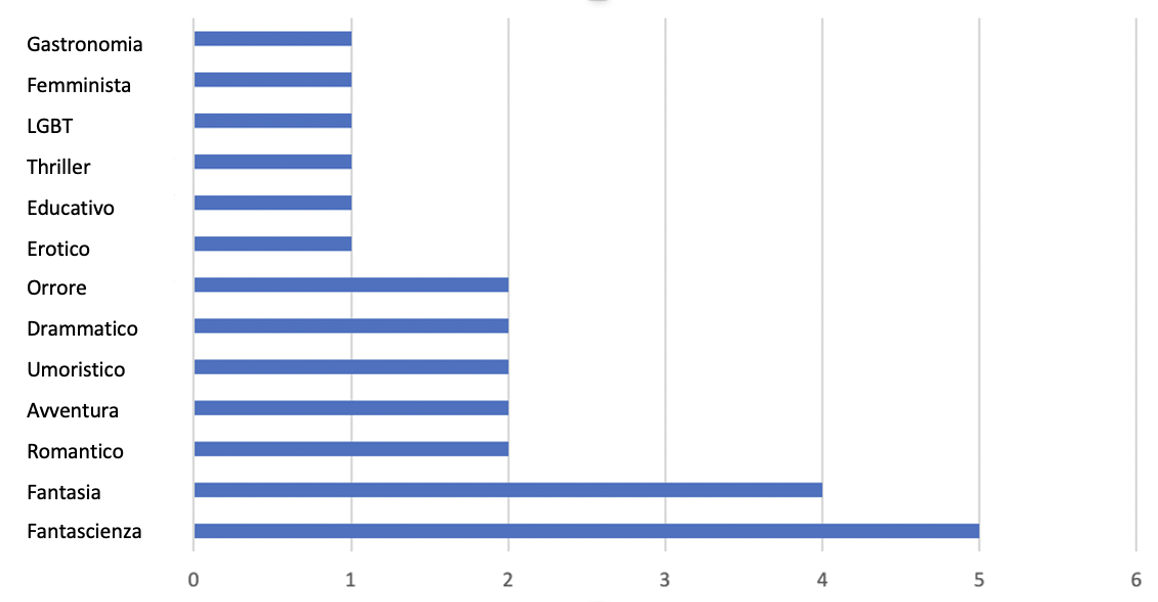 Gastronomia
Femminista
LGBT
Thriller
Educativo
Erotico
Orrore
Drammatico
Umoristico
Avventura
Romantico
Fantasia
Fantascienza
0 1 2 3 4 5 6